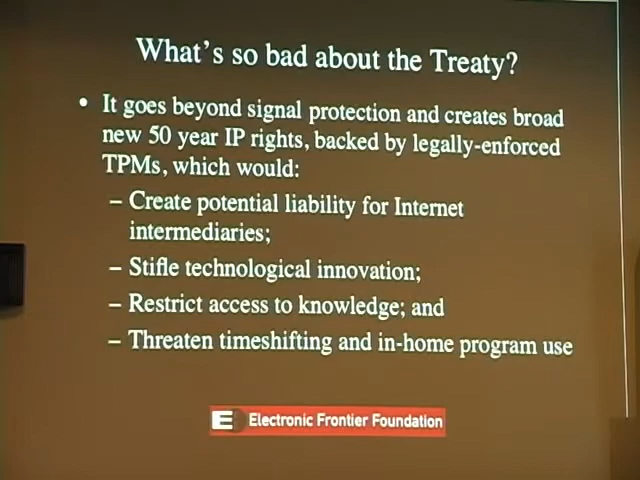 What's so bad about the Treaty?
• It goes beyond signal protection and creates broad
new 50 year IP rights, backed by legally-enforced
TPMs, which would:
– Create potential liability for Internet
intermediaries;
– Stifle technological innovation;
– Restrict access to knowledge; and
– Threaten timeshifting and in-home program use
E Electronic Frontier Foundation